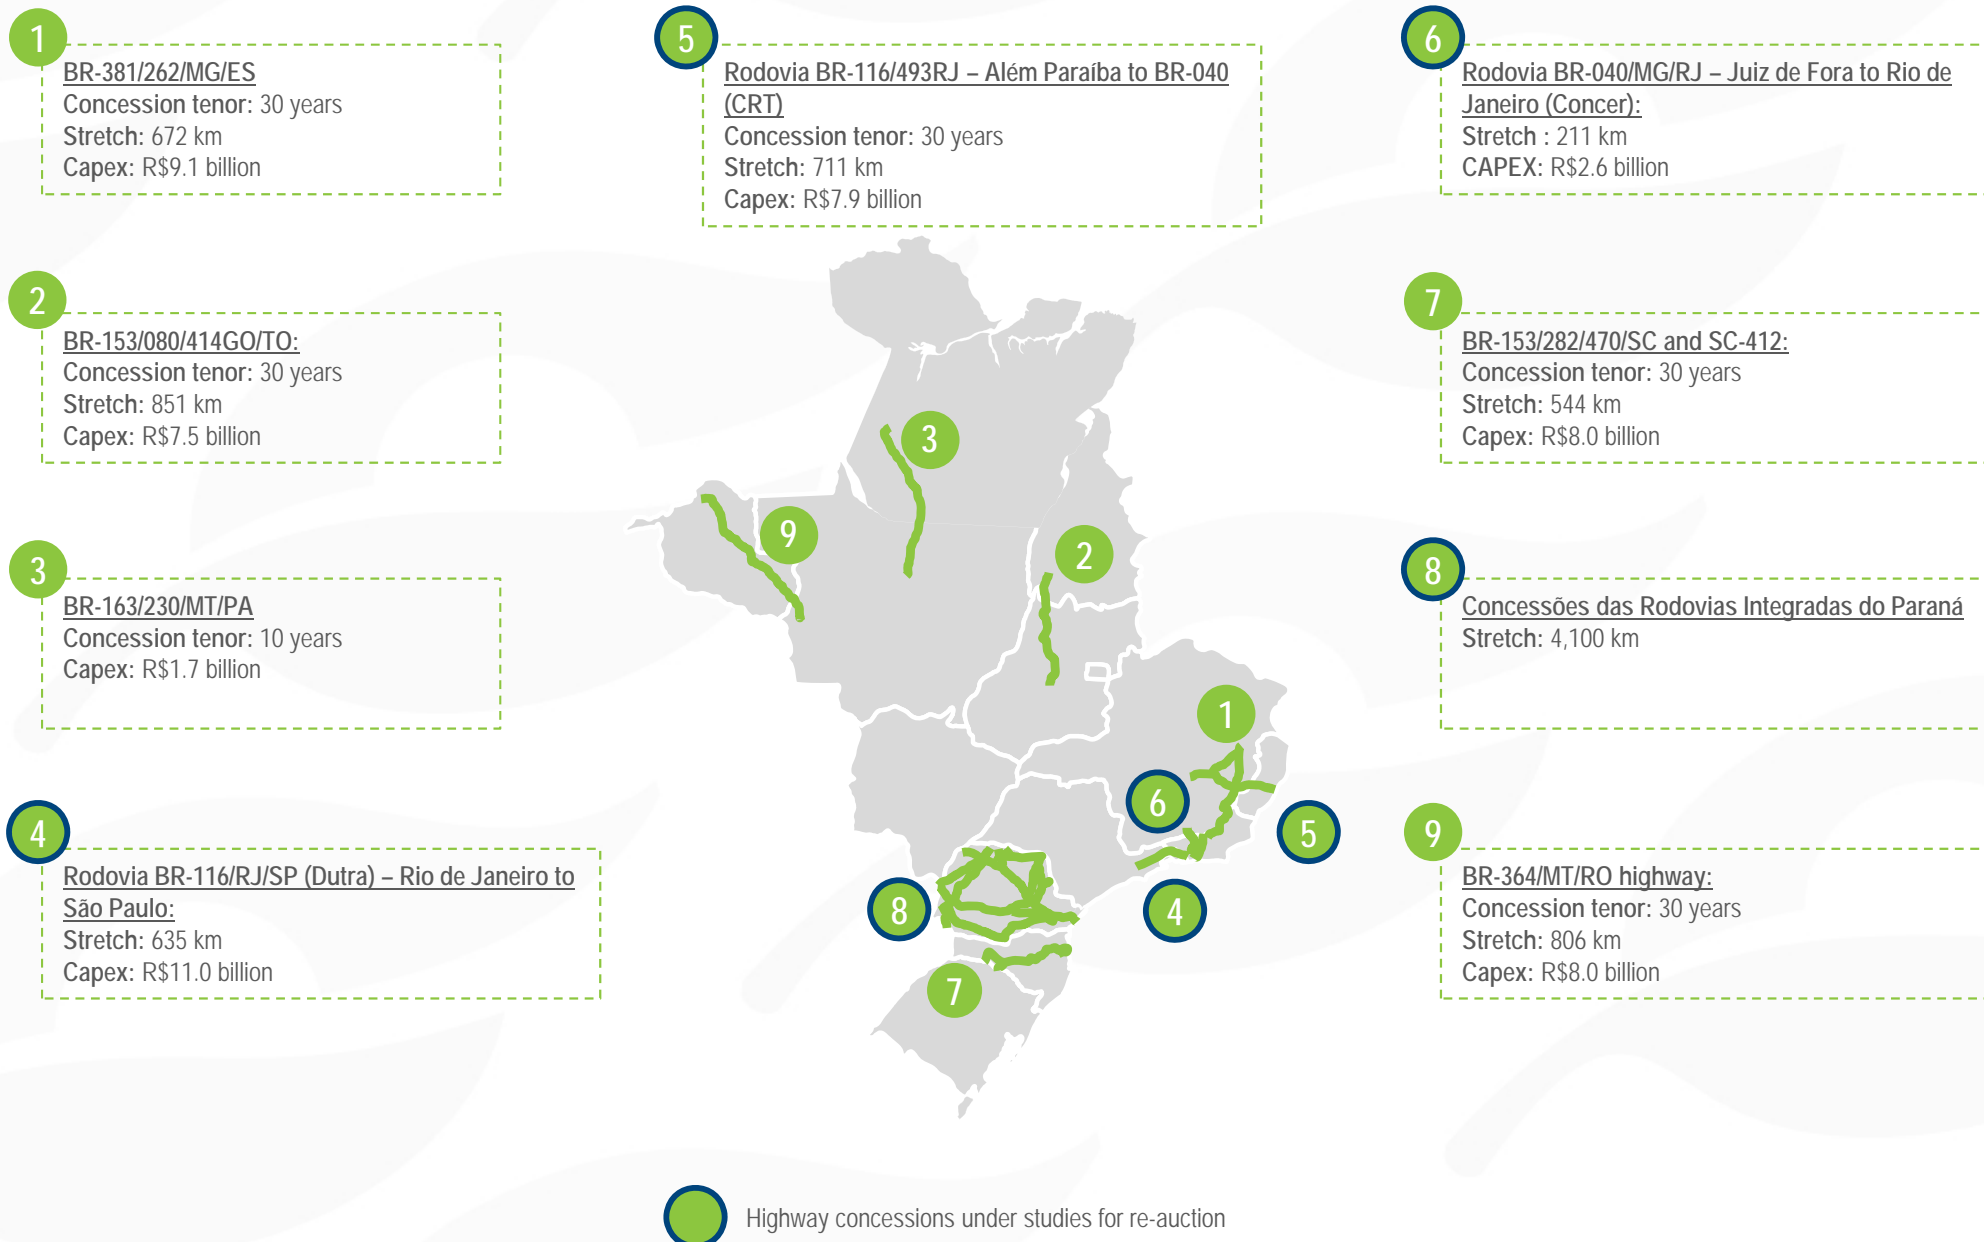 1
BR-381/262/MG/ES
Concession tenor: 30 years
Stretch: 672 km
Capex: R$9.1 billion
5
Rodovia BR-116/493RJ – Além Paraíba to BR-040
(CRT)
Concession tenor: 30 years
Stretch: 711 km
Capex: R$7.9 billion
6
Rodovia BR-040/MG/RJ – Juiz de Fora to Rio de
Janeiro (Concer):
Stretch : 211 km
CAPEX: R$2.6 billion
2
BR-153/080/414GO/TO:
Concession tenor: 30 years
Stretch: 851 km
Capex: R$7.5 billion
7
BR-153/282/470/SC and SC-412:
Concession tenor: 30 years
Stretch: 544 km
Capex: R$8.0 billion
3
BR-163/230/MT/PA
Concession tenor: 10 years
Capex: R$1.7 billion
8
Concessões das Rodovias Integradas do Paraná
Stretch: 4,100 km
4
Rodovia BR-116/RJ/SP (Dutra) – Rio de Janeiro to
São Paulo:
Stretch: 635 km
Capex: R$11.0 billion
9
BR-364/MT/RO highway:
Concession tenor: 30 years
Stretch: 806 km
Capex: R$8.0 billion
3
9
2
1
6
5
8
4
7
Highway concessions under studies for re-auction